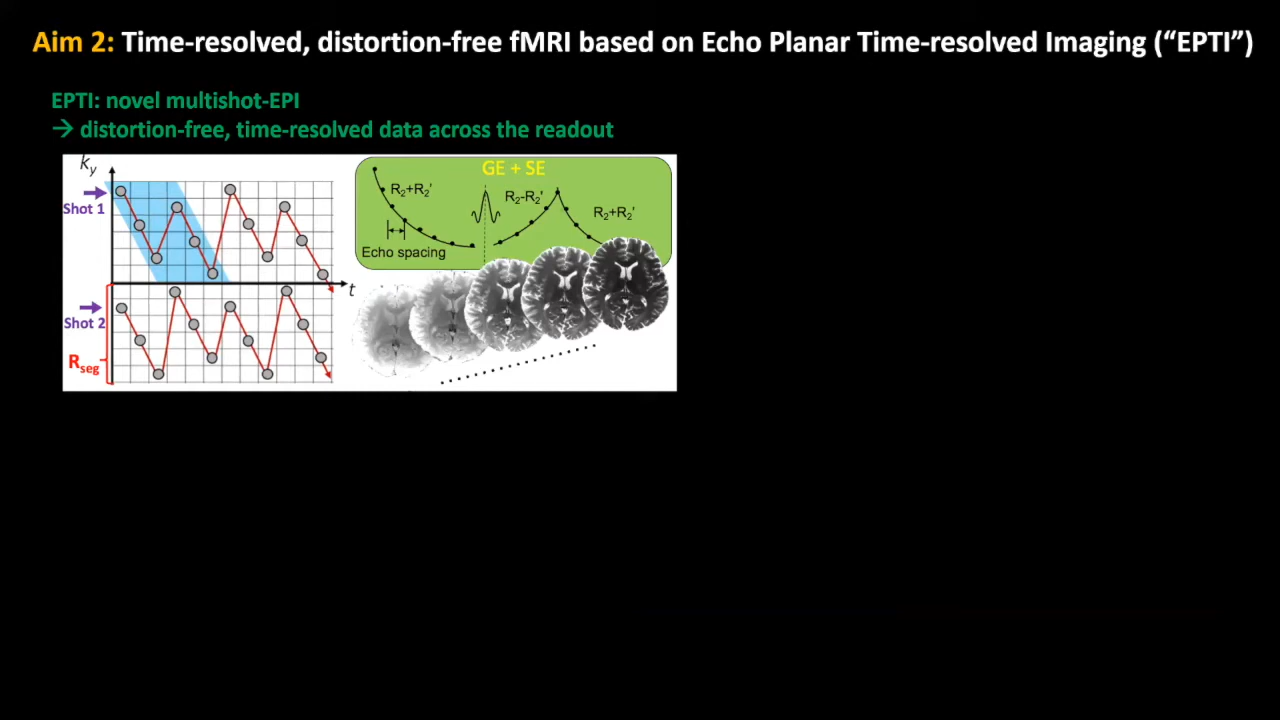 Aim 2: Time-resolved, distortion-free fMRI based on Echo Planar Time-resolved Imaging (“EPTI”)
EPTI: novel multishot-EPI
→ distortion-free, time-resolved data across the readout
ky
Shot 1
t
Shot 2
Rseg
GE + SE
R2+R2'
R2-R2'
R2+R2'
Echo spacing